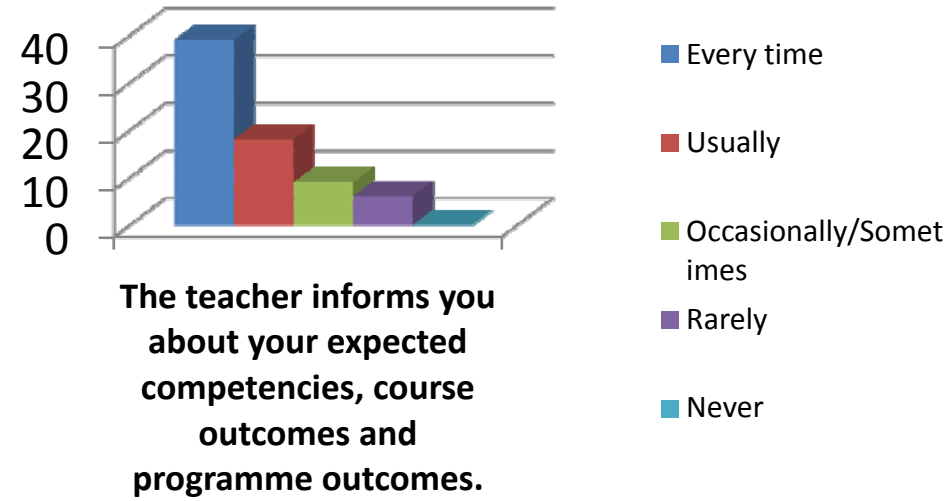 40
30
20
10
0
The teacher informs you
about your expected
competencies, course
outcomes and
programme outcomes.
Every time
Usually
Occasionally/Somet
imes
Rarely
Never